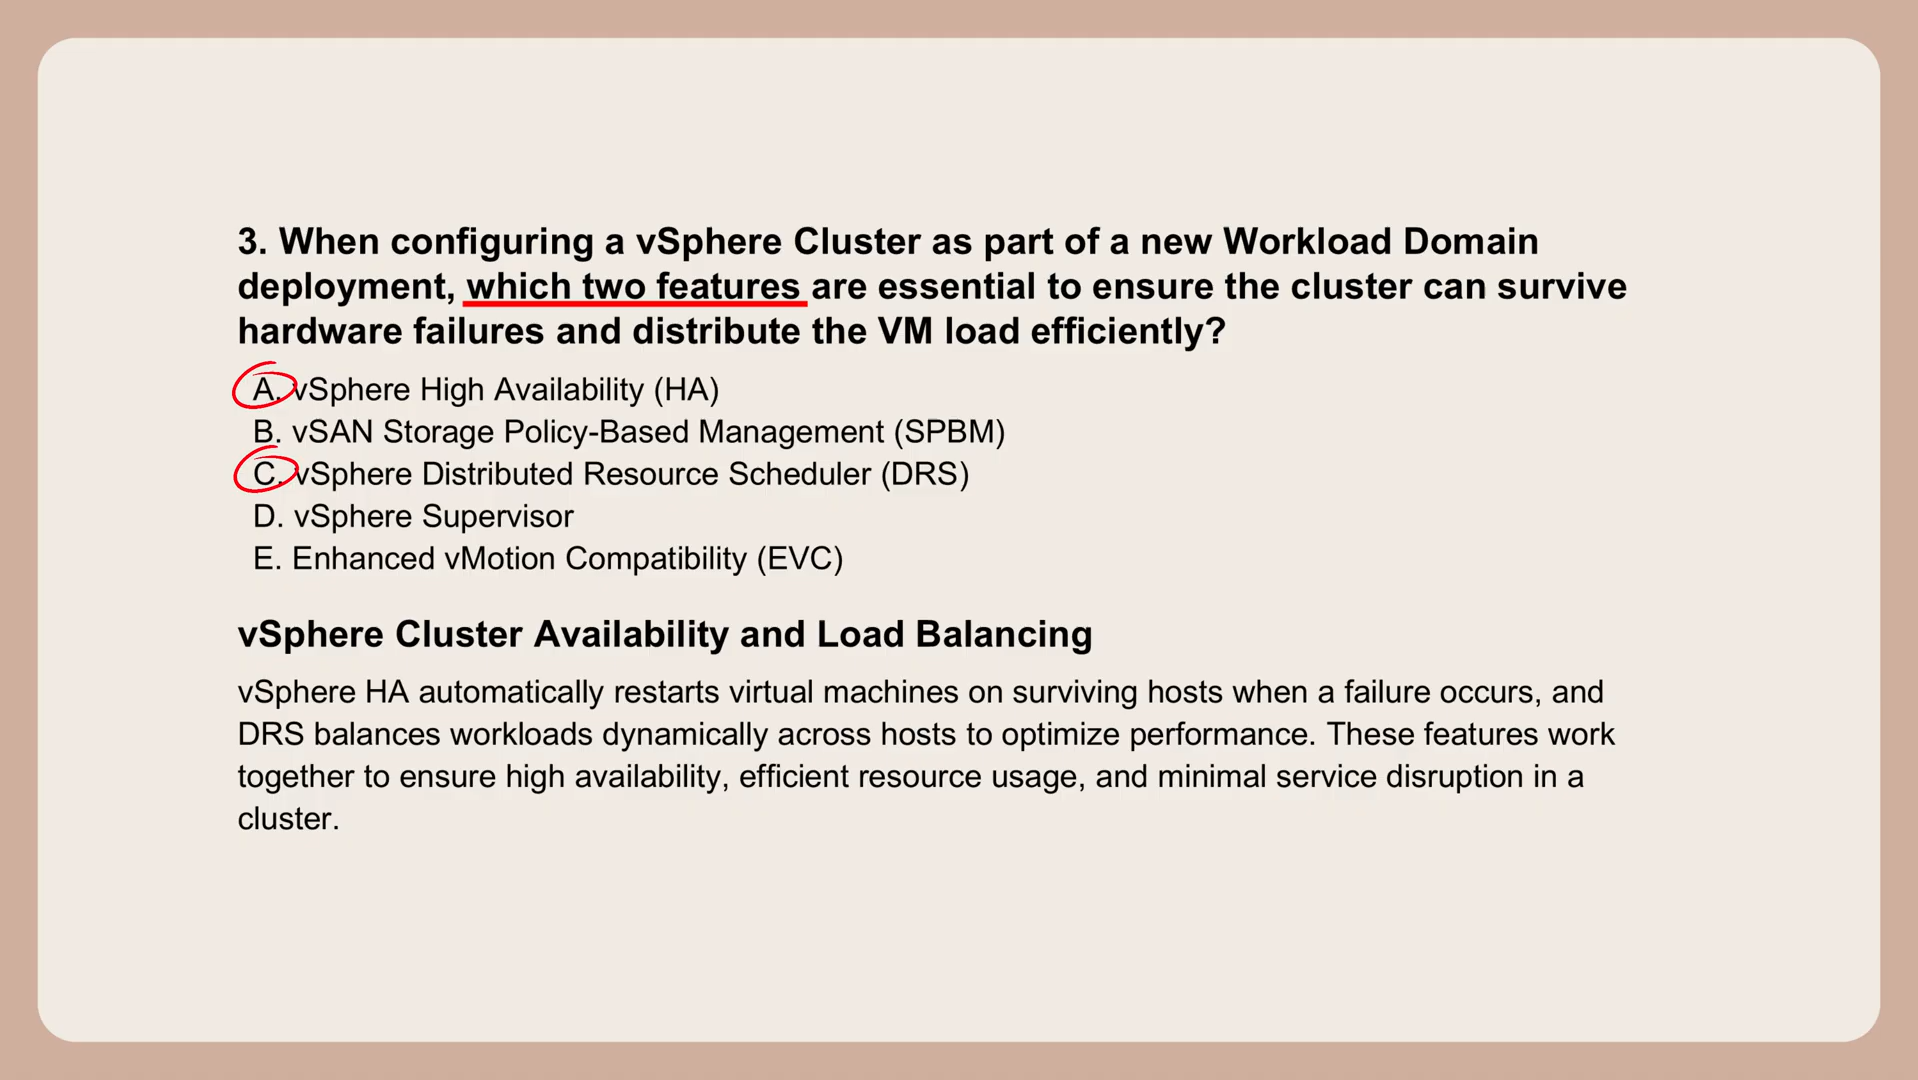 3. When configuring a vSphere Cluster as part of a new Workload Domain
deployment, which two features are essential to ensure the cluster can survive
hardware failures and distribute the VM load efficiently?
A. vSphere High Availability (HA)
B. vSAN Storage Policy-Based Management (SPBM)
C. vSphere Distributed Resource Scheduler (DRS)
D. vSphere Supervisor
E. Enhanced vMotion Compatibility (EVC)
vSphere Cluster Availability and Load Balancing
vSphere HA automatically restarts virtual machines on surviving hosts when a failure occurs, and
DRS balances workloads dynamically across hosts to optimize performance. These features work
together to ensure high availability, efficient resource usage, and minimal service disruption in a
cluster.